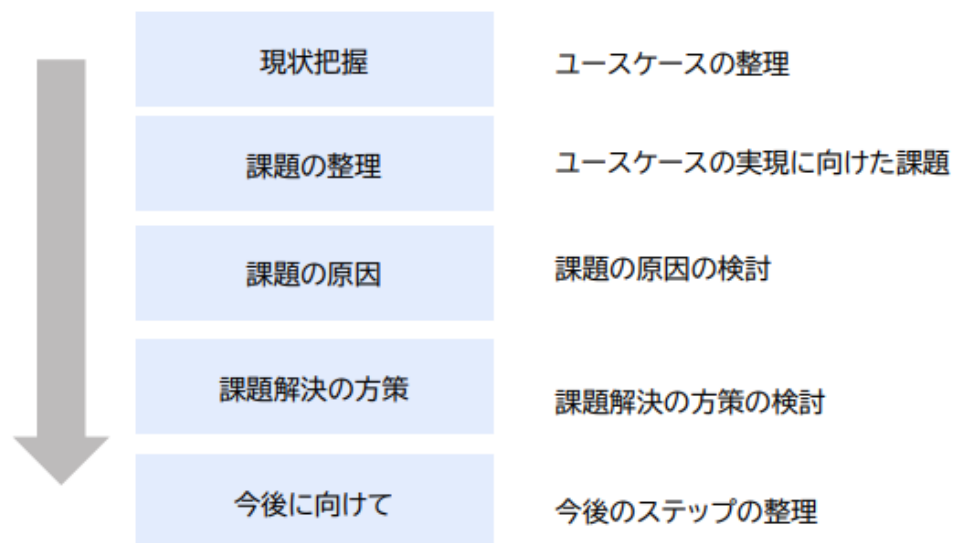 現状把握
ユースケースの整理
課題の整理
ユースケースの実現に向けた課題
課題の原因
課題の原因の検討
課題解決の方策
課題解決の方策の検討
今後に向けて
今後のステップの整理